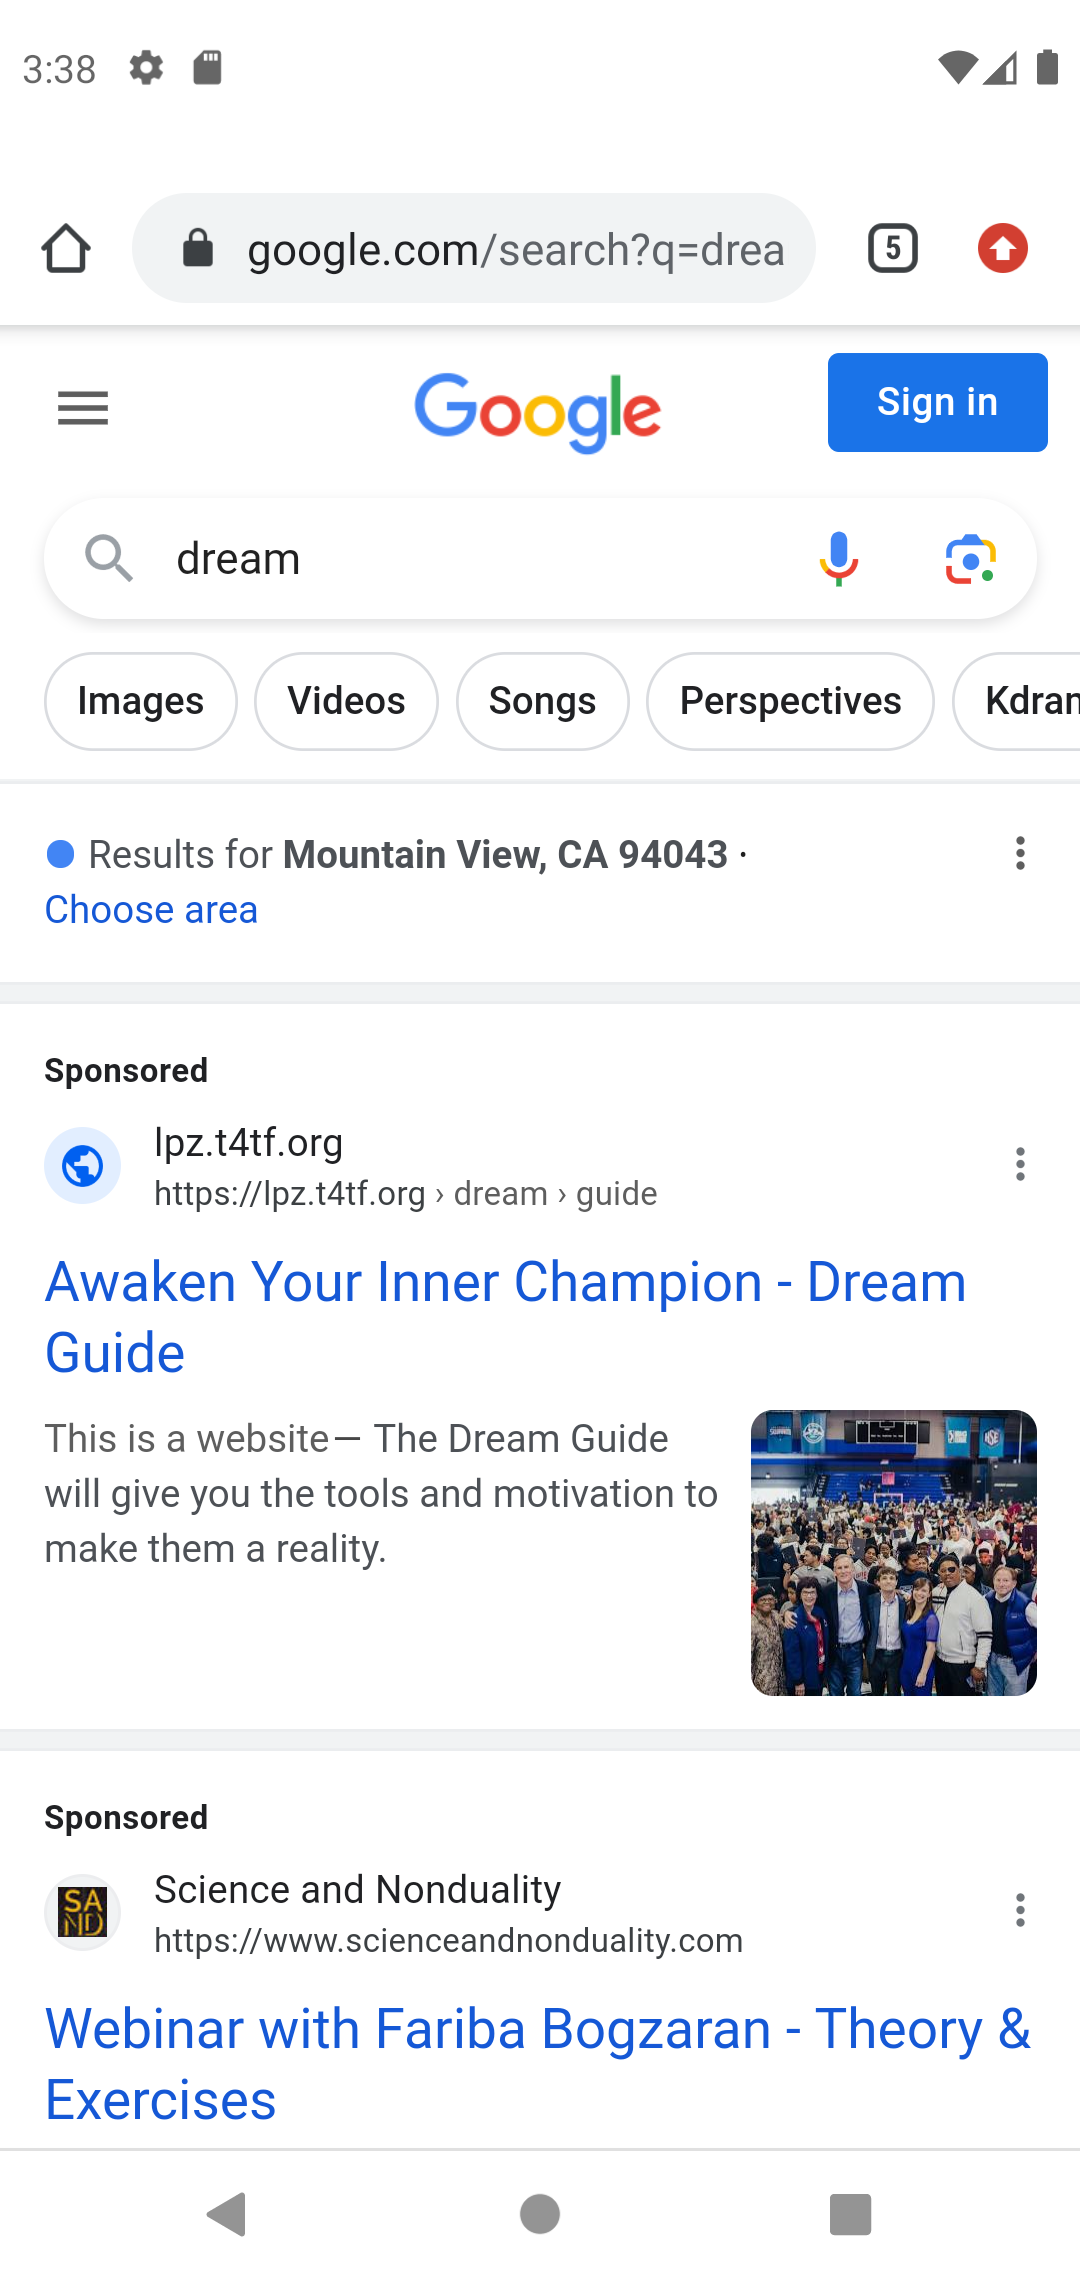 3:38
google.com/search?q=drea
5
Google
Sign in
dream
Images
Videos
Songs
Perspectives
Kdran
Results for Mountain View, CA 94043 ·
Choose area
Sponsored
lpz.t4tf.org
https://lpz.t4tf.org › dream › guide
Awaken Your Inner Champion - Dream
Guide
This is a website— The Dream Guide
will give you the tools and motivation to
make them a reality.
Sponsored
SA
ND
Science and Nonduality
https://www.scienceandnonduality.com
Webinar with Fariba Bogzaran - Theory &
Exercises